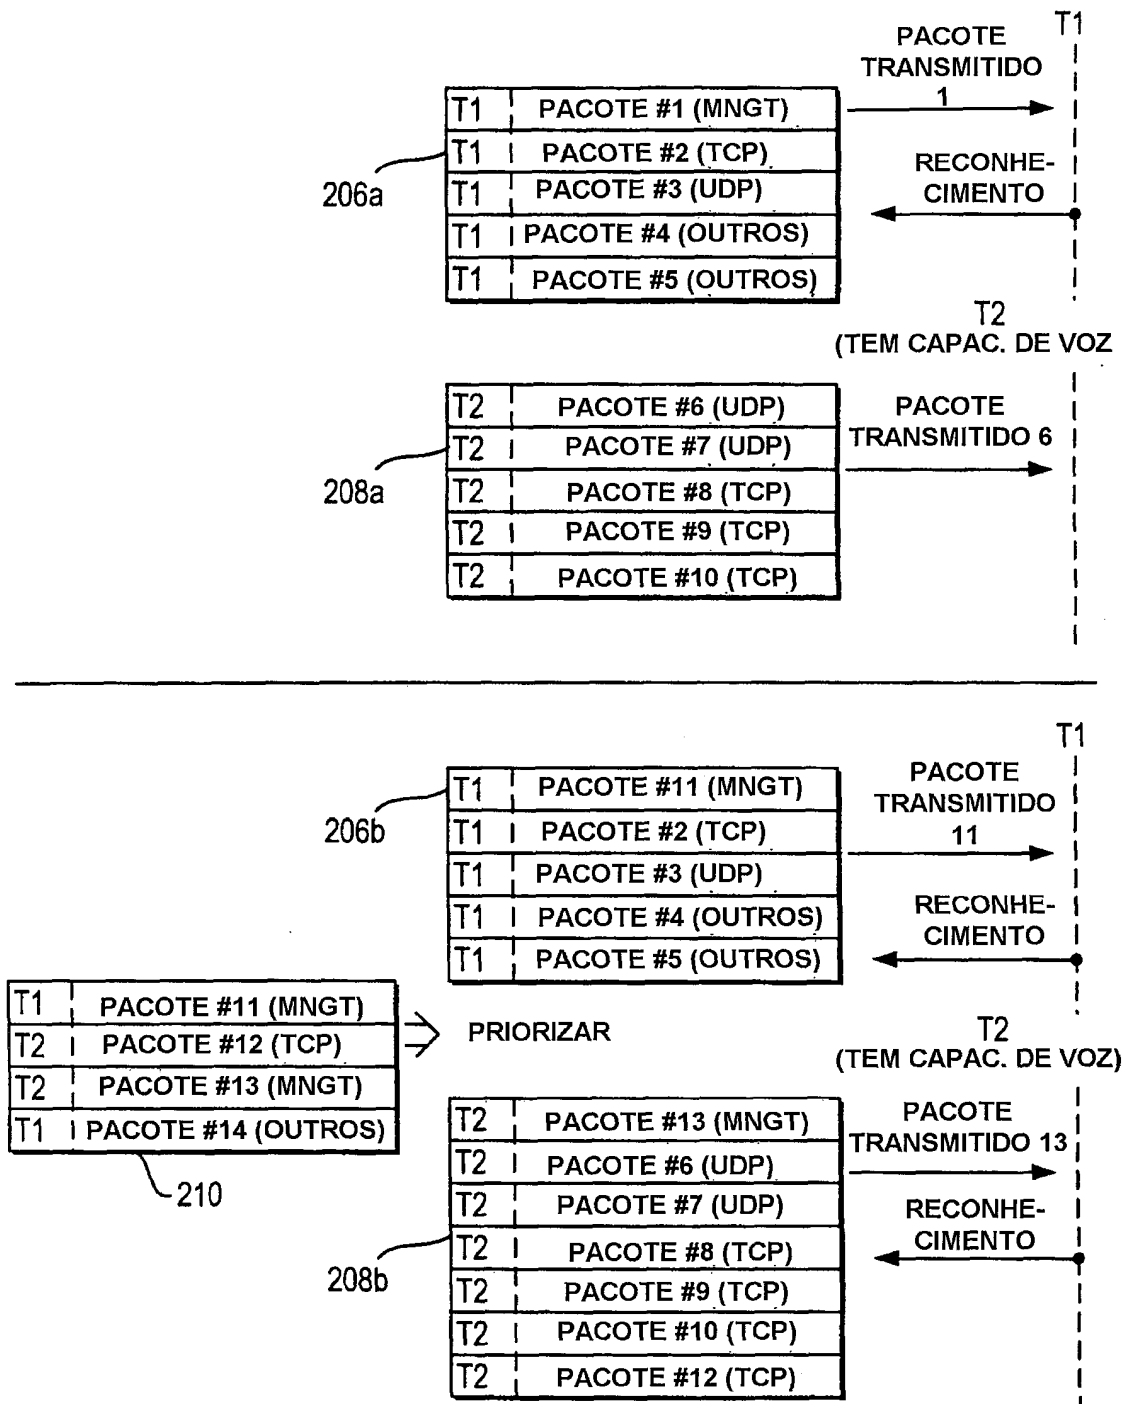 T1
PACOTE
TRANSMITIDO
1
T1 PACOTE #1 (MNGT)
T1 PACOTE #2 (TCP)
T1 PACOTE #3 (UDP)
T1 PACOTE #4 (OUTROS)
T1 PACOTE #5 (OUTROS)
206a
RECONHE-
CIMENTO
T2
(TEM CAPAC. DE VOZ
T2 PACOTE #6 (UDP)
T2 PACOTE #7 (UDP)
T2 PACOTE #8 (TCP)
T2 PACOTE #9 (TCP)
T2 PACOTE #10 (TCP)
208a
PACOTE
TRANSMITIDO 6
T1
PACOTE
TRANSMITIDO
11
T1 PACOTE #11 (MNGT)
T1 PACOTE #2 (TCP)
T1 PACOTE #3 (UDP)
T1 PACOTE #4 (OUTROS)
T1 PACOTE #5 (OUTROS)
206b
RECONHE-
CIMENTO
T1 PACOTE #11 (MNGT)
T2 PACOTE #12 (TCP)
T2 PACOTE #13 (MNGT)
T1 PACOTE #14 (OUTROS)
210
PRIORIZAR
T2
(TEM CAPAC. DE VOZ)
T2 PACOTE #13 (MNGT)
T2 PACOTE #6 (UDP)
T2 PACOTE #7 (UDP)
T2 PACOTE #8 (TCP)
T2 PACOTE #9 (TCP)
T2 PACOTE #10 (TCP)
T2 PACOTE #12 (TCP)
208b
PACOTE
TRANSMITIDO 13
RECONHE-
CIMENTO